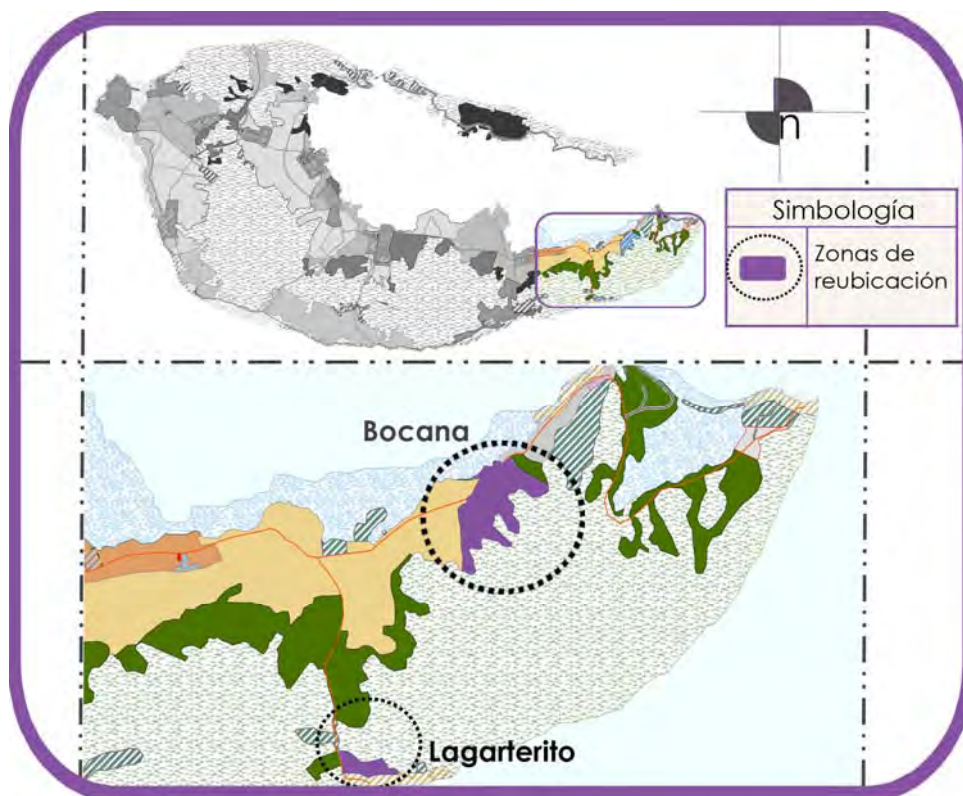 n
Simbología
Zonas de
reubicación
Bocana
Lagarterito